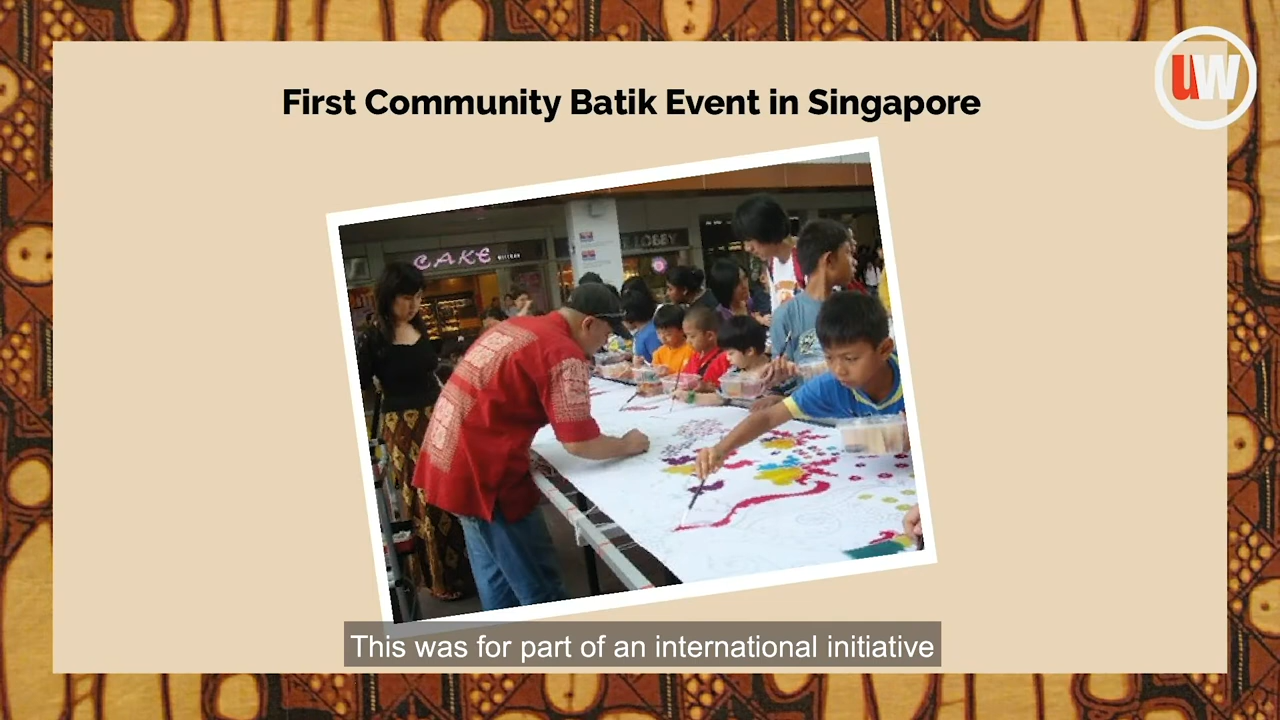 First Community Batik Event in Singapore
UW
CAKE
LOBBY
This was for part of an international initiative